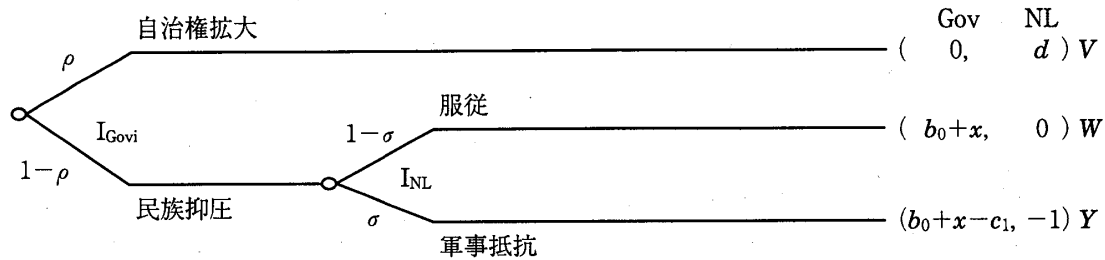 Gov NL
自治権拡大
( 0, d ) V
ρ
I_Govi
服従
( b₀+x, 0 ) W
1−σ
1−ρ
I_NL
民族抑圧
σ
(b₀+x−c₁, −1) Y
軍事抵抗